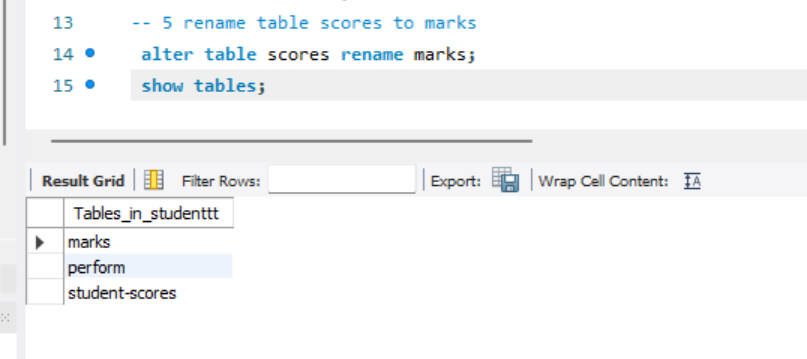 13 -- 5 rename table scores to marks
14 alter table scores rename marks;
15 show tables;
Result Grid Filter Rows: Export: Wrap Cell Content: IA
Tables_in_studenttt
marks
perform
student-scores